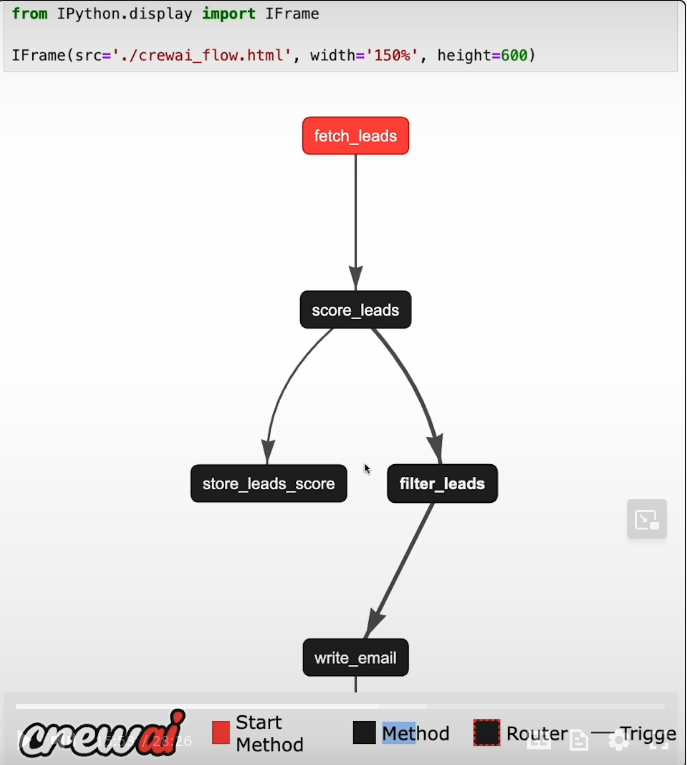 from IPython.display import IFrame
IFrame(src='./crewai_flow.html', width='150%', height=600)
fetch_leads
score_leads
store_leads_score
filter_leads
write_email
crewai
Start
Method
Method
Router
Trigge